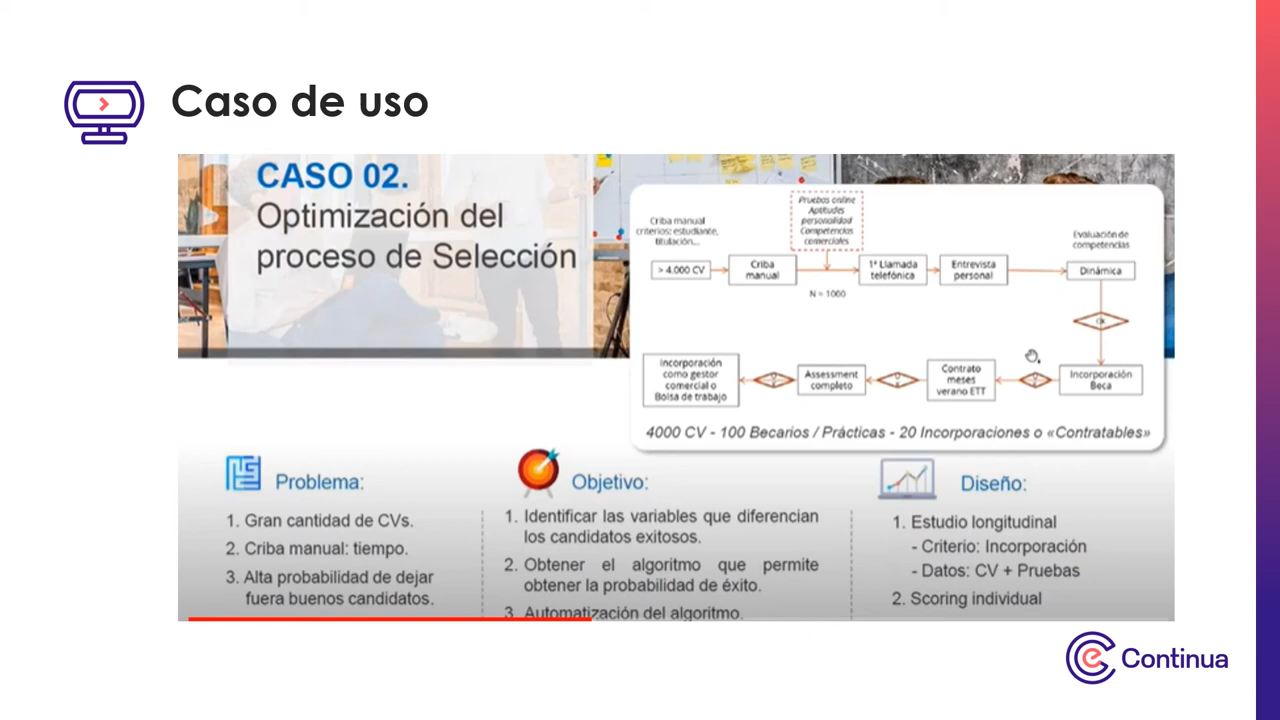 Caso de uso
CASO 02.
Optimización del
proceso de Selección
Criba manual
criterios: estudiante,
titulación...
> 4.000 CV
Criba
manual
Pruebas online
Aptitudes
personalidad
Competencias
comerciales
N = 1000
1ª Llamada
telefónica
Entrevista
personal
Evaluación de
competencias
Dinámica
OK
Incorporación
Beca
Contrato
meses
verano ETT
Assessment
completo
Incorporación
como gestor
comercial o
Bolsa de trabajo
4000 CV - 100 Becarios / Prácticas - 20 Incorporaciones o «Contratables»
Problema:
1. Gran cantidad de CVs.
2. Criba manual: tiempo.
3. Alta probabilidad de dejar
fuera buenos candidatos.
Objetivo:
1. Identificar las variables que diferencian
los candidatos exitosos.
2. Obtener el algoritmo que permite
obtener la probabilidad de éxito.
3. Automatización del algoritmo.
Diseño:
1. Estudio longitudinal
- Criterio: Incorporación
- Datos: CV + Pruebas
2. Scoring individual
Continua